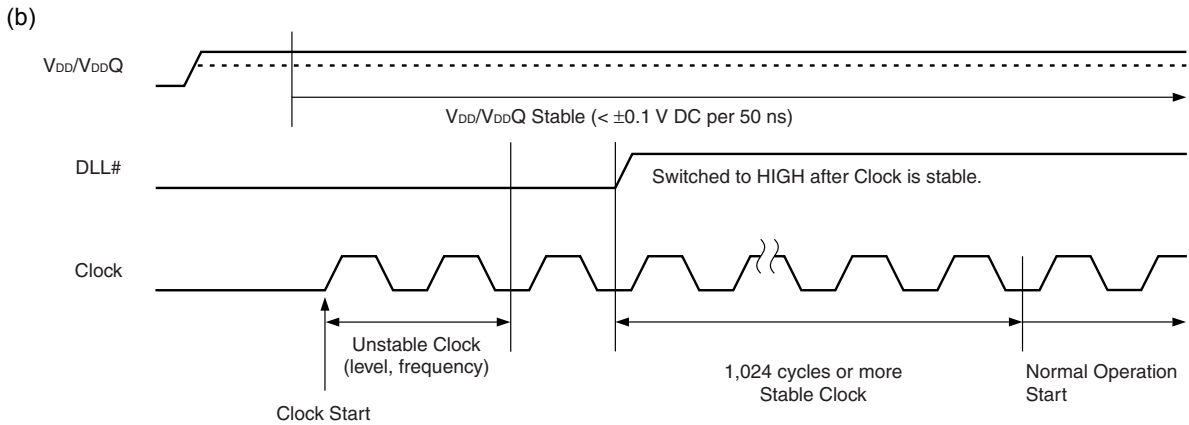 (b)
VDD/VDDQ
VDD/VDDQ Stable (< ±0.1 V DC per 50 ns)
DLL#
Switched to HIGH after Clock is stable.
Clock
Unstable Clock
(level, frequency)
1,024 cycles or more
Stable Clock
Normal Operation
Start
Clock Start